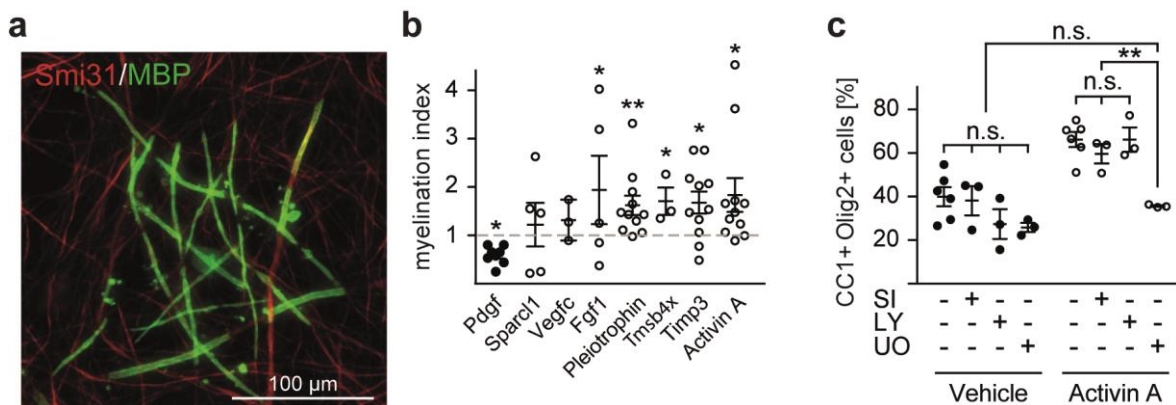 a
Smi31/MBP
100 µm
b
myelination index
4
3
2
1
*
*
**
*
*
*
Pdgf
Sparcl1
Vegfc
Fgf1
Pleiotrophin
Tmsb4x
Timp3
Activin A
c
CC1+ Olig2+ cells [%]
80
60
40
20
n.s.
**
n.s.
n.s.
SI - + - - - + - -
LY - - + - - - + -
UO - - - + - - - +
Vehicle Activin A